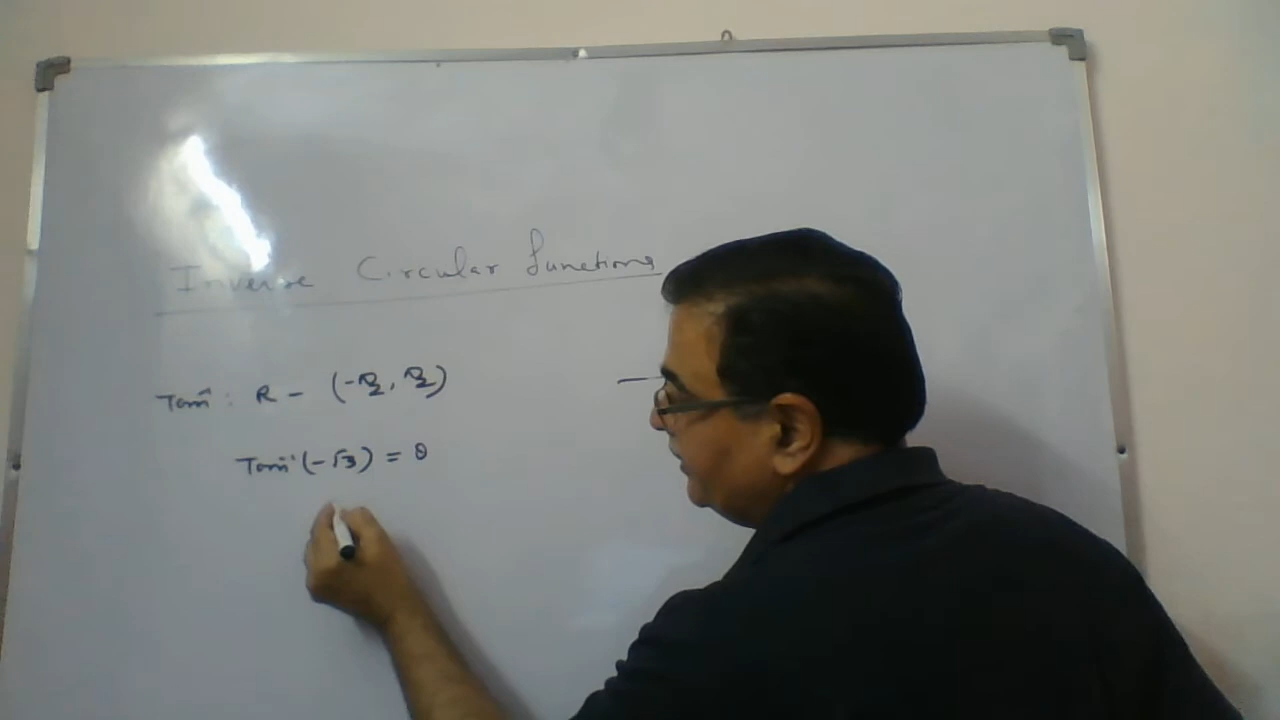 Inverse Circular functions
Tan⁻¹ : R - (-π/2, π/2)
Tan⁻¹(-√3) = θ